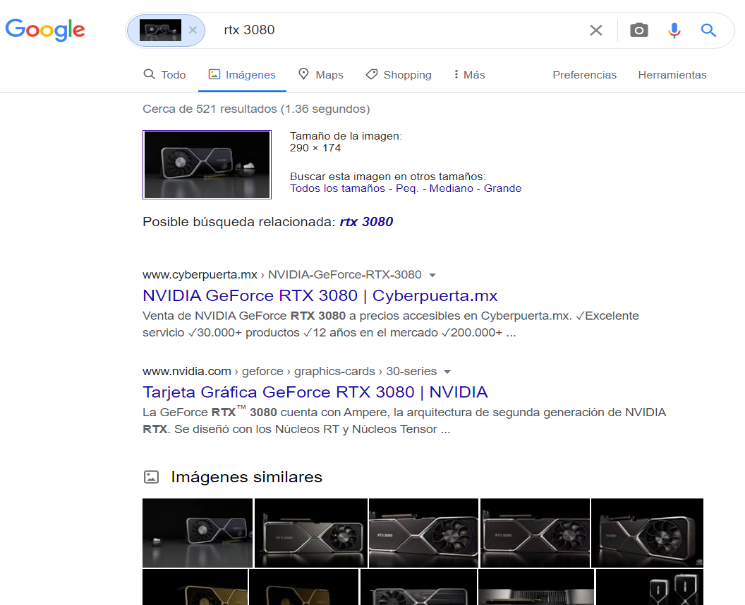 Google
rtx 3080
Todo Imágenes Maps Shopping Más Preferencias Herramientas
Cerca de 521 resultados (1.36 segundos)
Tamaño de la imagen:
290 × 174
Buscar esta imagen en otros tamaños:
Todos los tamaños - Peq. - Mediano - Grande
Posible búsqueda relacionada: rtx 3080
www.cyberpuerta.mx › NVIDIA-GeForce-RTX-3080
NVIDIA GeForce RTX 3080 | Cyberpuerta.mx
Venta de NVIDIA GeForce RTX 3080 a precios accesibles en Cyberpuerta.mx. ✓Excelente
servicio ✓30.000+ productos ✓12 años en el mercado ✓200.000+ ...
www.nvidia.com › geforce › graphics-cards › 30-series
Tarjeta Gráfica GeForce RTX 3080 | NVIDIA
La GeForce RTX™ 3080 cuenta con Ampere, la arquitectura de segunda generación de NVIDIA
RTX. Se diseñó con los Núcleos RT y Núcleos Tensor ...
Imágenes similares